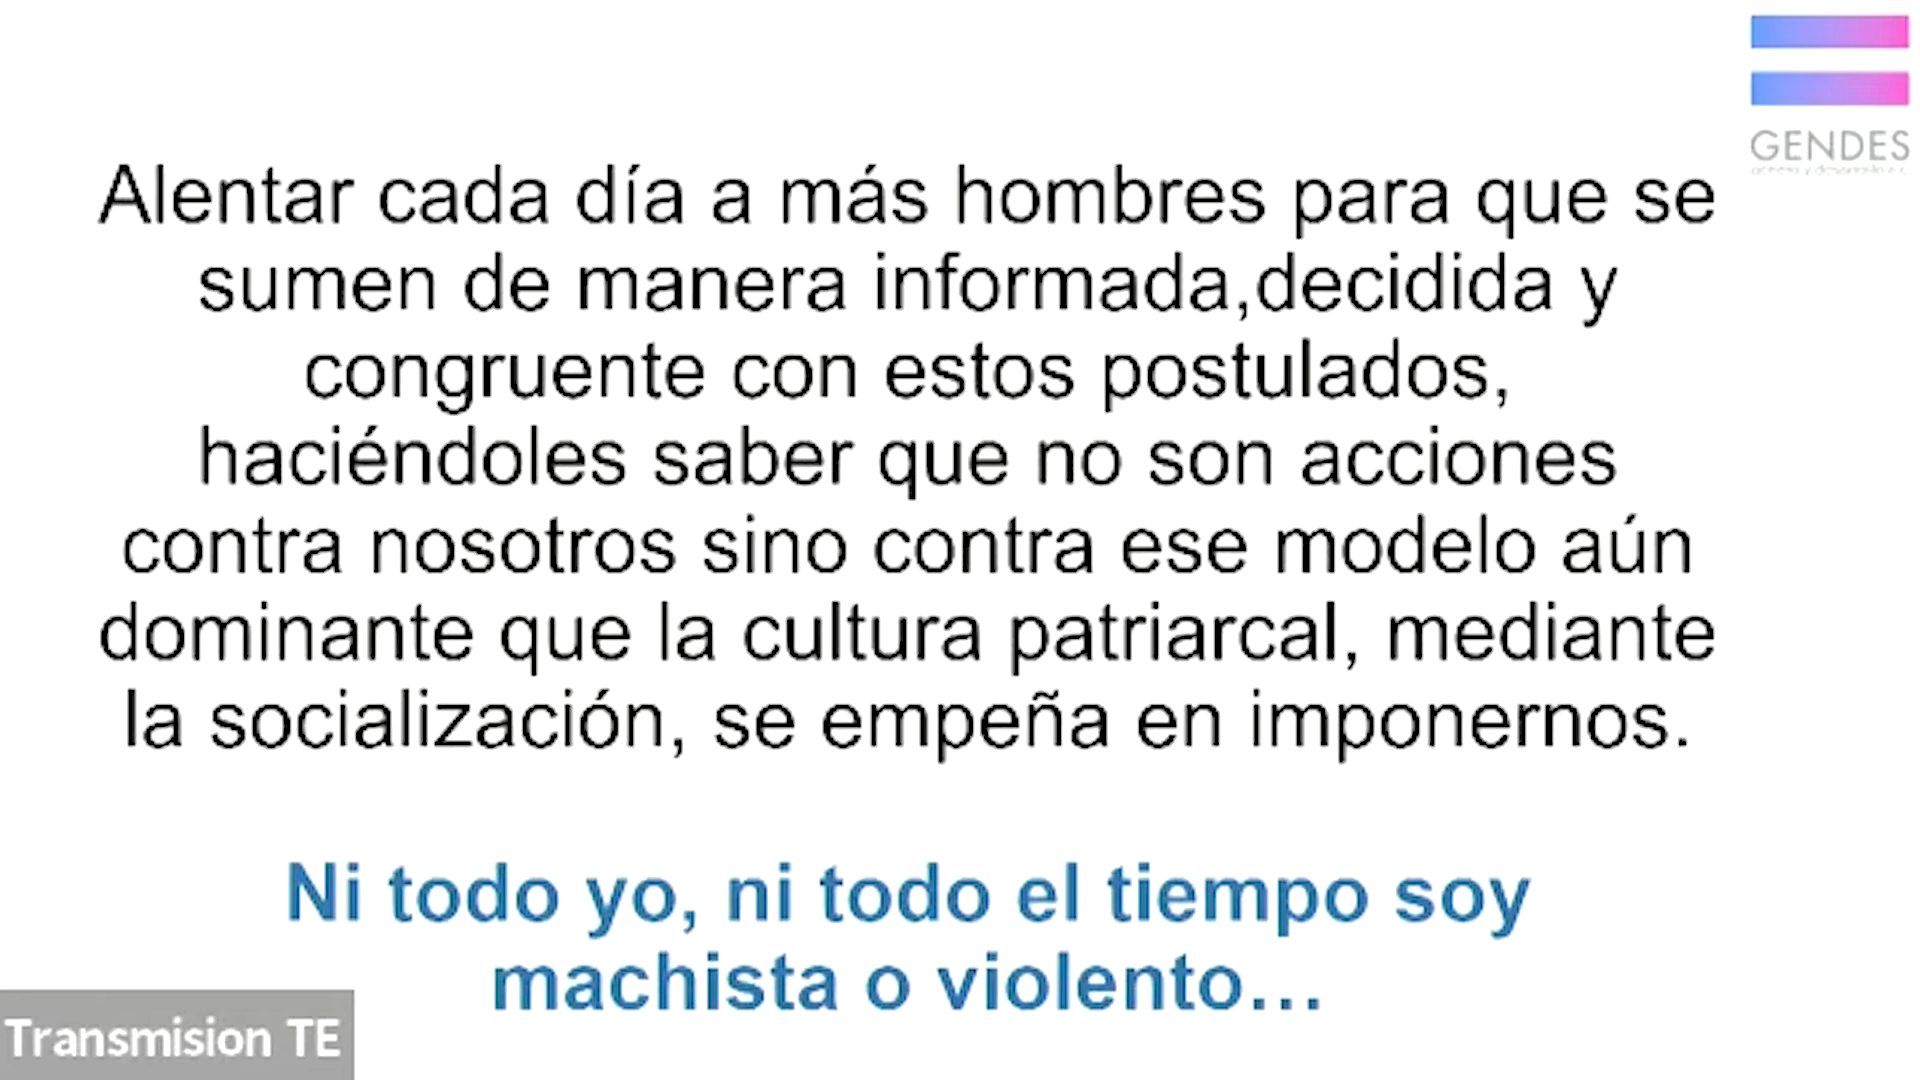 GENDES
Alentar cada día a más hombres para que se
sumen de manera informada,decidida y
congruente con estos postulados,
haciéndoles saber que no son acciones
contra nosotros sino contra ese modelo aún
dominante que la cultura patriarcal, mediante
la socialización, se empeña en imponernos.
Ni todo yo, ni todo el tiempo soy
machista o violento...
Transmision TE